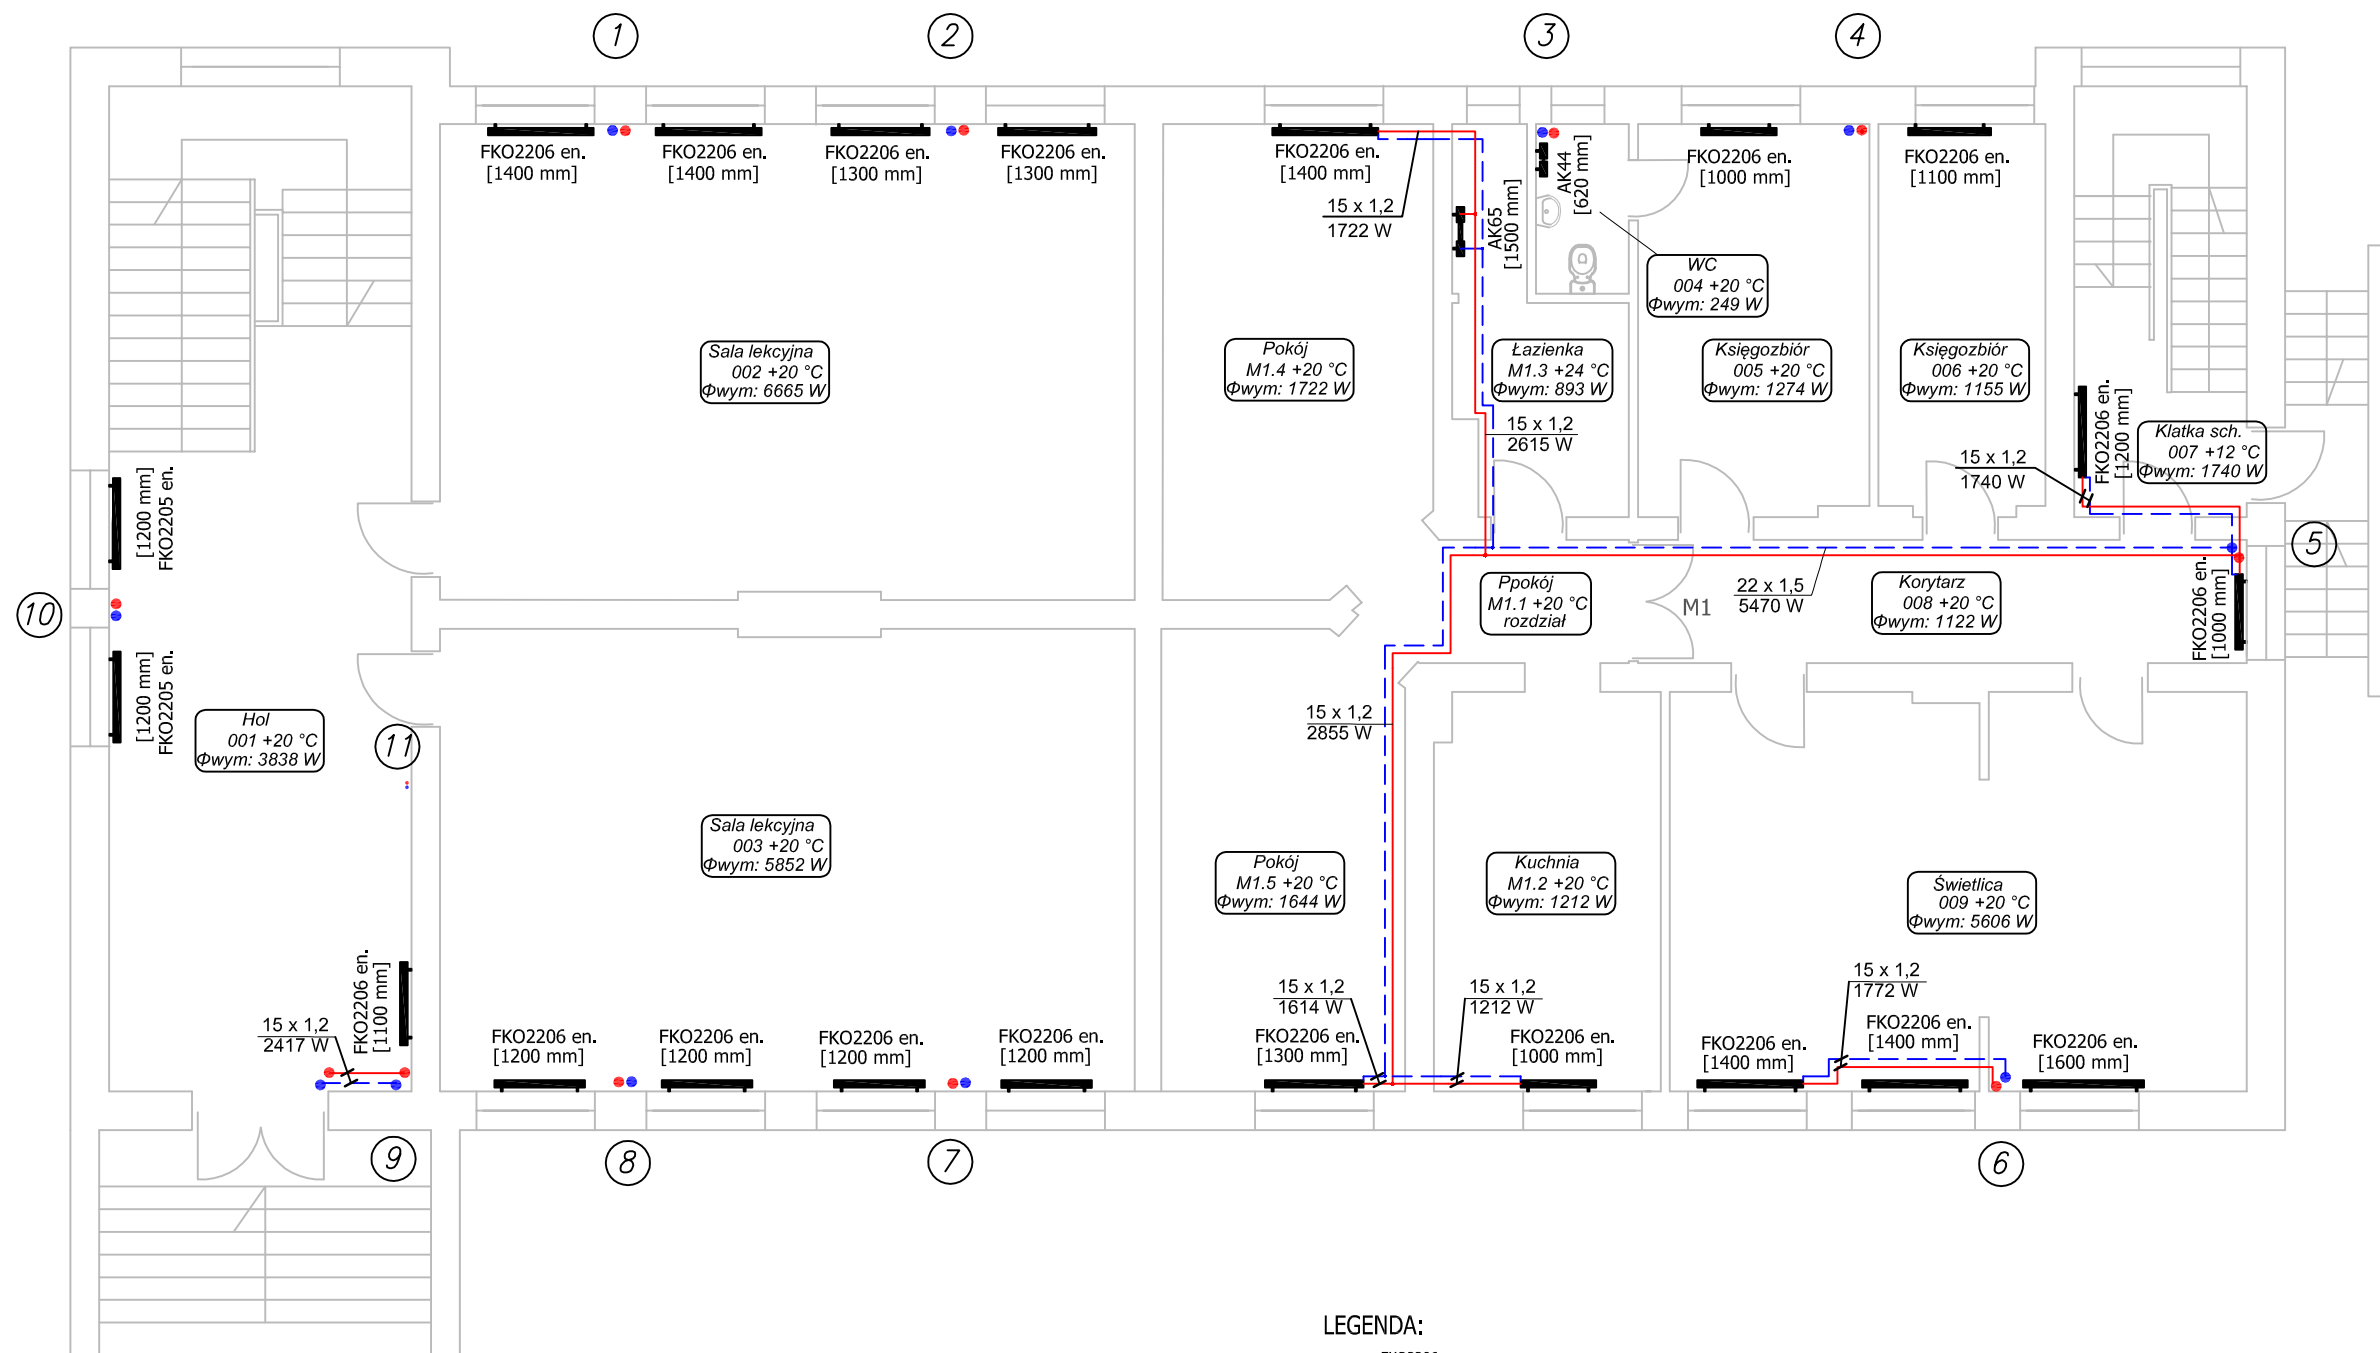 1
2
3
4
FKO2206 en.
[1400 mm]
FKO2206 en.
[1400 mm]
FKO2206 en.
[1300 mm]
FKO2206 en.
[1300 mm]
FKO2206 en.
[1400 mm]
15 x 1,2
1722 W
AK65
[1500 mm]
AK44
[620 mm]
FKO2206 en.
[1000 mm]
FKO2206 en.
[1100 mm]
WC
004 +20 °C
Φwym: 249 W
Sala lekcyjna
002 +20 °C
Φwym: 6665 W
Pokój
M1.4 +20 °C
Φwym: 1722 W
Łazienka
M1.3 +24 °C
Φwym: 893 W
Księgozbiór
005 +20 °C
Φwym: 1274 W
Księgozbiór
006 +20 °C
Φwym: 1155 W
FKO2206 en.
[1200 mm]
Klatka sch.
007 +12 °C
Φwym: 1740 W
15 x 1,2
2615 W
15 x 1,2
1740 W
[1200 mm]
FKO2205 en.
5
10
Ppokój
M1.1 +20 °C
rozdział
M1
22 x 1,5
5470 W
Korytarz
008 +20 °C
Φwym: 1122 W
FKO2206 en.
[1000 mm]
[1200 mm]
FKO2205 en.
Hol
001 +20 °C
Φwym: 3838 W
11
15 x 1,2
2855 W
Sala lekcyjna
003 +20 °C
Φwym: 5852 W
Pokój
M1.5 +20 °C
Φwym: 1644 W
Kuchnia
M1.2 +20 °C
Φwym: 1212 W
Świetlica
009 +20 °C
Φwym: 5606 W
FKO2206 en.
[1100 mm]
15 x 1,2
2417 W
15 x 1,2
1614 W
15 x 1,2
1212 W
15 x 1,2
1772 W
FKO2206 en.
[1200 mm]
FKO2206 en.
[1200 mm]
FKO2206 en.
[1200 mm]
FKO2206 en.
[1200 mm]
FKO2206 en.
[1300 mm]
FKO2206 en.
[1000 mm]
FKO2206 en.
[1400 mm]
FKO2206 en.
[1400 mm]
FKO2206 en.
[1600 mm]
9
8
7
6
LEGENDA: